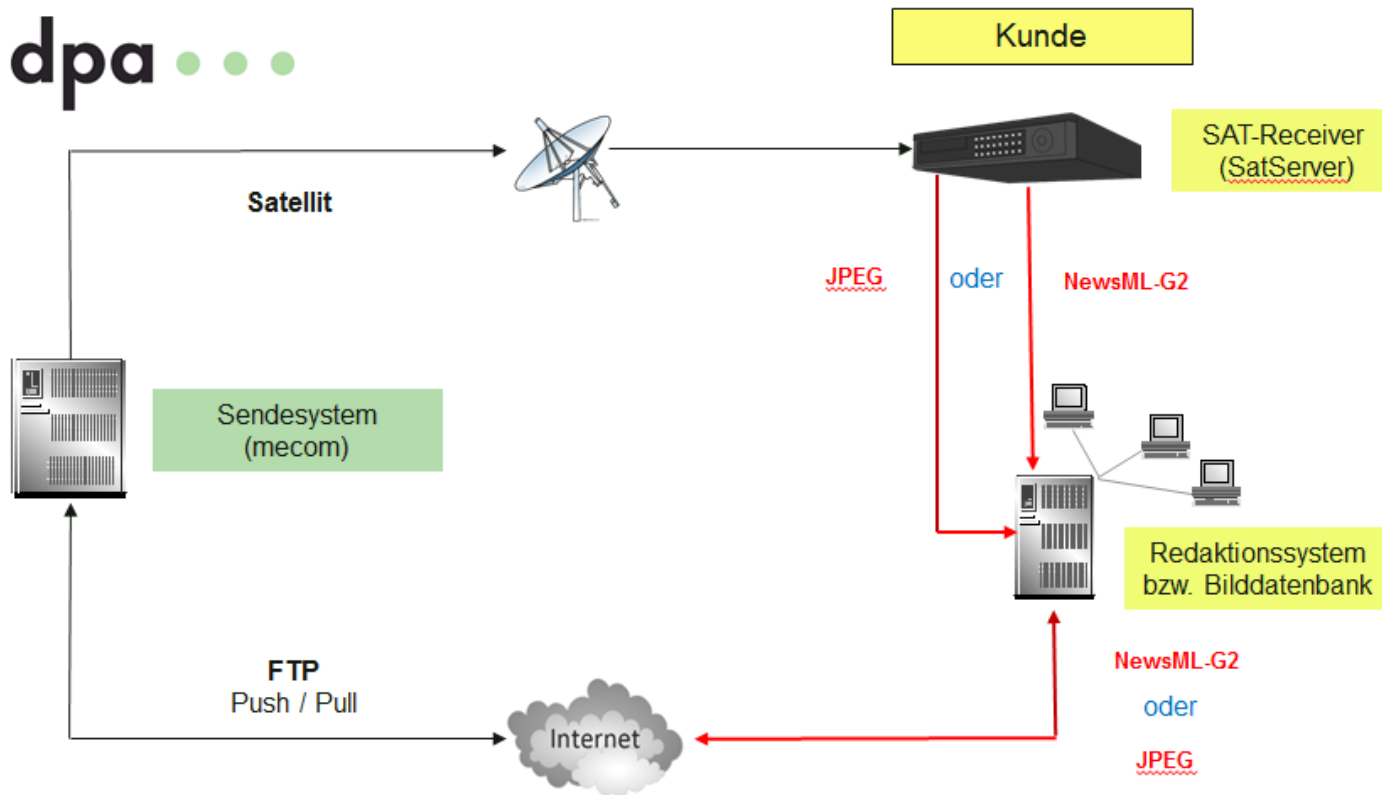 dpa
Kunde
SAT-Receiver
(SatServer)
Satellit
JPEG
oder
NewsML-G2
Sendesystem
(mecom)
Redaktionssystem
bzw. Bilddatenbank
FTP
Push / Pull
Internet
NewsML-G2
oder
JPEG